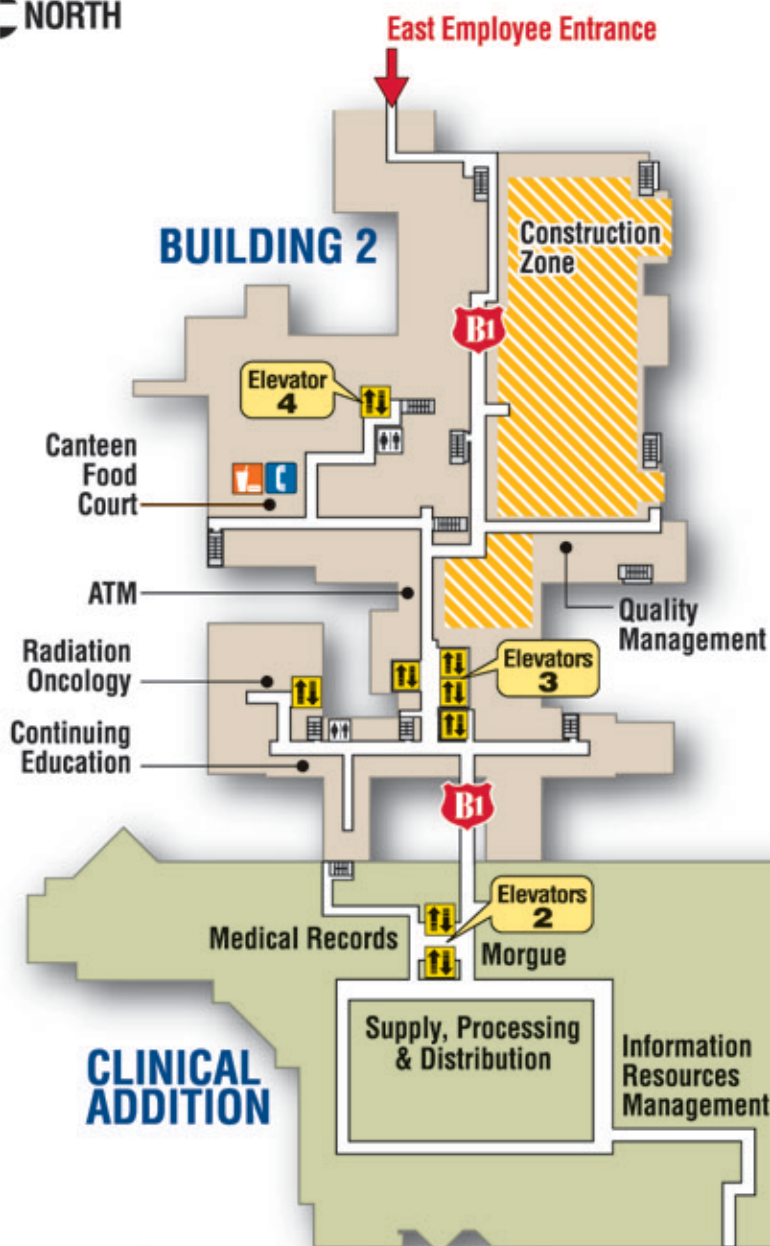 NORTH
East Employee Entrance
BUILDING 2
Construction
Zone
B1
Elevator
4
Canteen
Food
Court
ATM
Quality
Management
Radiation
Oncology
Elevators
3
Continuing
Education
B1
Elevators
2
Medical Records
Morgue
Supply, Processing
& Distribution
Information
Resources
Management
CLINICAL
ADDITION